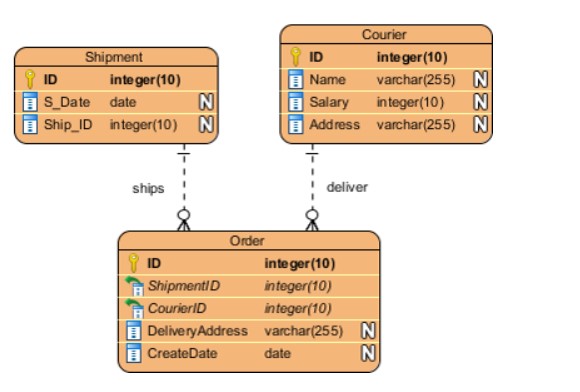 Shipment
ID integer(10)
S_Date date N
Ship_ID integer(10) N
Courier
ID integer(10)
Name varchar(255) N
Salary integer(10) N
Address varchar(255) N
ships
deliver
Order
ID integer(10)
ShipmentID integer(10)
CourierID integer(10)
DeliveryAddress varchar(255) N
CreateDate date N